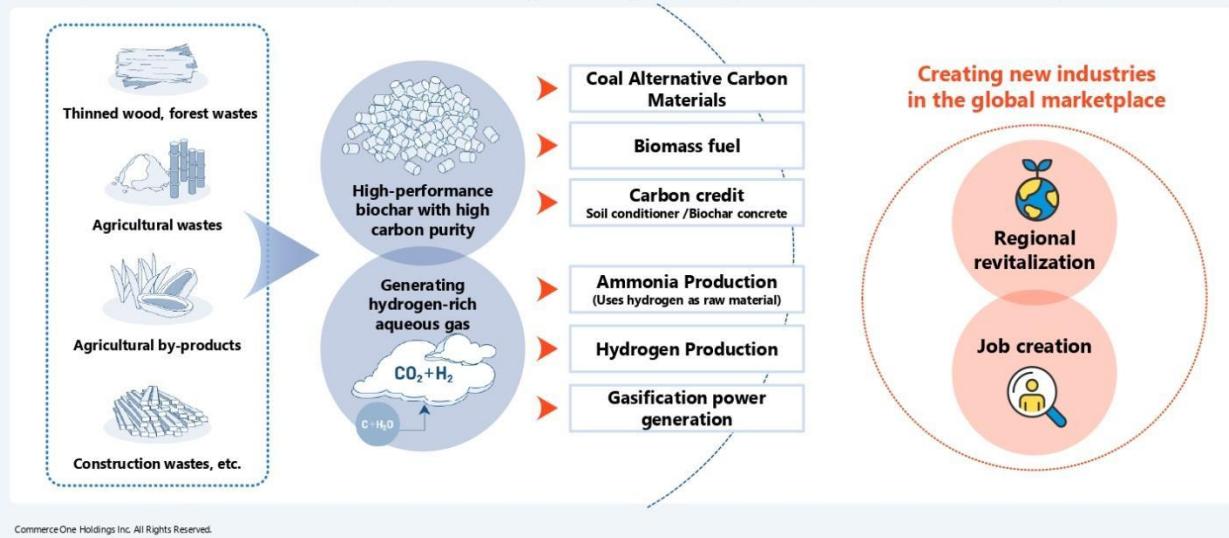 Thinned wood, forest wastes
Agricultural wastes
Agricultural by-products
Construction wastes, etc.
High-performance
biochar with high
carbon purity
Generating
hydrogen-rich
aqueous gas
CO₂+H₂
C+H₂O
Coal Alternative Carbon
Materials
Biomass fuel
Carbon credit
Soil conditioner /Biochar concrete
Ammonia Production
(Uses hydrogen as raw material)
Hydrogen Production
Gasification power
generation
Creating new industries
in the global marketplace
Regional
revitalization
Job creation
CommerceOne Holdings Inc. All Rights Reserved.